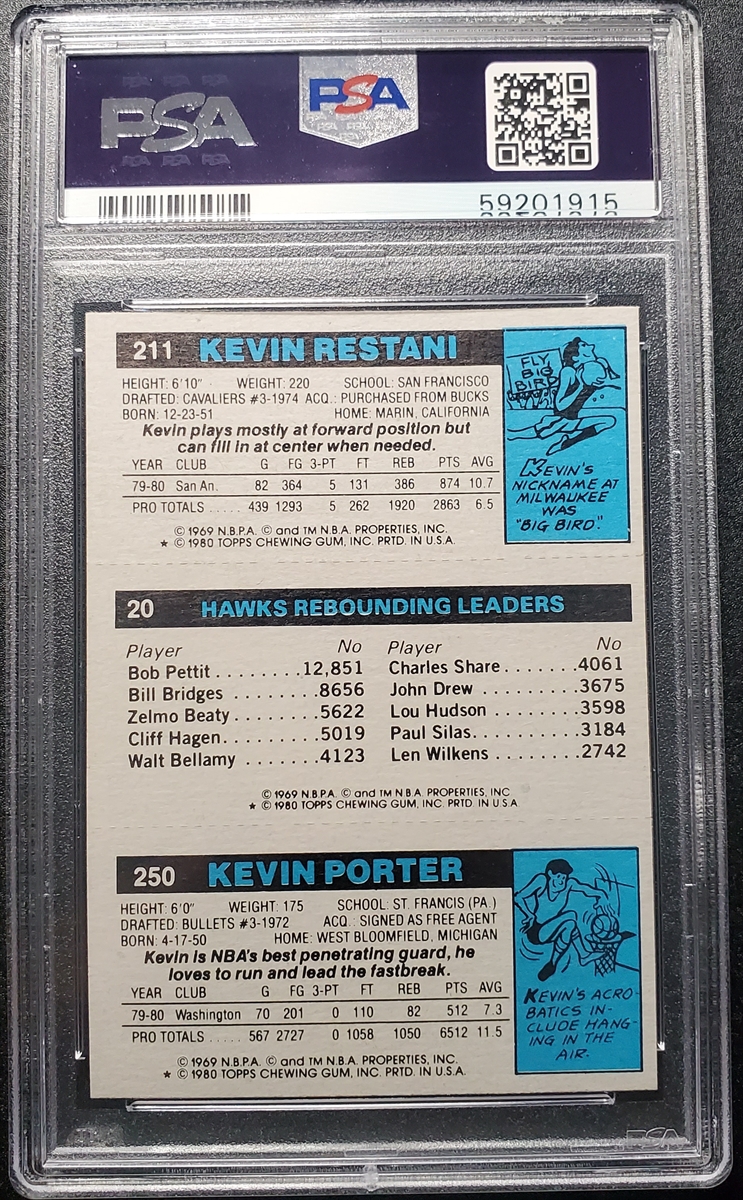 PSA PSA PSA
PSA
PSA PSA PSA
PSA
59201915
211 KEVIN RESTANI
HEIGHT: 6'10" WEIGHT: 220 SCHOOL: SAN FRANCISCO
DRAFTED: CAVALIERS #3-1974 ACQ.: PURCHASED FROM BUCKS
BORN: 12-23-51 HOME: MARIN, CALIFORNIA
Kevin plays mostly at forward position but
can fill in at center when needed.
YEAR CLUB G FG 3-PT FT REB PTS AVG
79-80 San An. 82 364 5 131 386 874 10.7
PRO TOTALS ..... 439 1293 5 262 1920 2863 6.5
© 1969 N.B.P.A. © and TM N.B.A. PROPERTIES, INC.
★ © 1980 TOPPS CHEWING GUM, INC. PRTD. IN U.S.A.
FLY
BIG
BIRD
KEVIN'S
NICKNAME AT
MILWAUKEE
WAS
"BIG BIRD."
20 HAWKS REBOUNDING LEADERS
Player No Player No
Bob Pettit ........ 12,851 Charles Share ....... 4061
Bill Bridges ........ 8656 John Drew ......... 3675
Zelmo Beaty ........ 5622 Lou Hudson ........ 3598
Cliff Hagen ......... 5019 Paul Silas .......... 3184
Walt Bellamy ....... 4123 Len Wilkens ........ 2742
© 1969 N.B.P.A. © and TM N.B.A. PROPERTIES, INC
★ © 1980 TOPPS CHEWING GUM, INC. PRTD IN U.S.A.
250 KEVIN PORTER
HEIGHT: 6'0" WEIGHT: 175 SCHOOL: ST. FRANCIS (PA.)
DRAFTED: BULLETS #3-1972 ACQ.: SIGNED AS FREE AGENT
BORN: 4-17-50 HOME: WEST BLOOMFIELD, MICHIGAN
Kevin is NBA's best penetrating guard, he
loves to run and lead the fastbreak.
YEAR CLUB G FG 3-PT FT REB PTS AVG
79-80 Washington 70 201 0 110 82 512 7.3
PRO TOTALS ..... 567 2727 0 1058 1050 6512 11.5
© 1969 N.B.P.A. © and TM N.B.A. PROPERTIES, INC.
★ © 1980 TOPPS CHEWING GUM, INC. PRTD. IN U.S.A.
KEVIN'S ACRO-
BATICS IN-
CLUDE HANG-
ING IN THE
AIR.
PSA